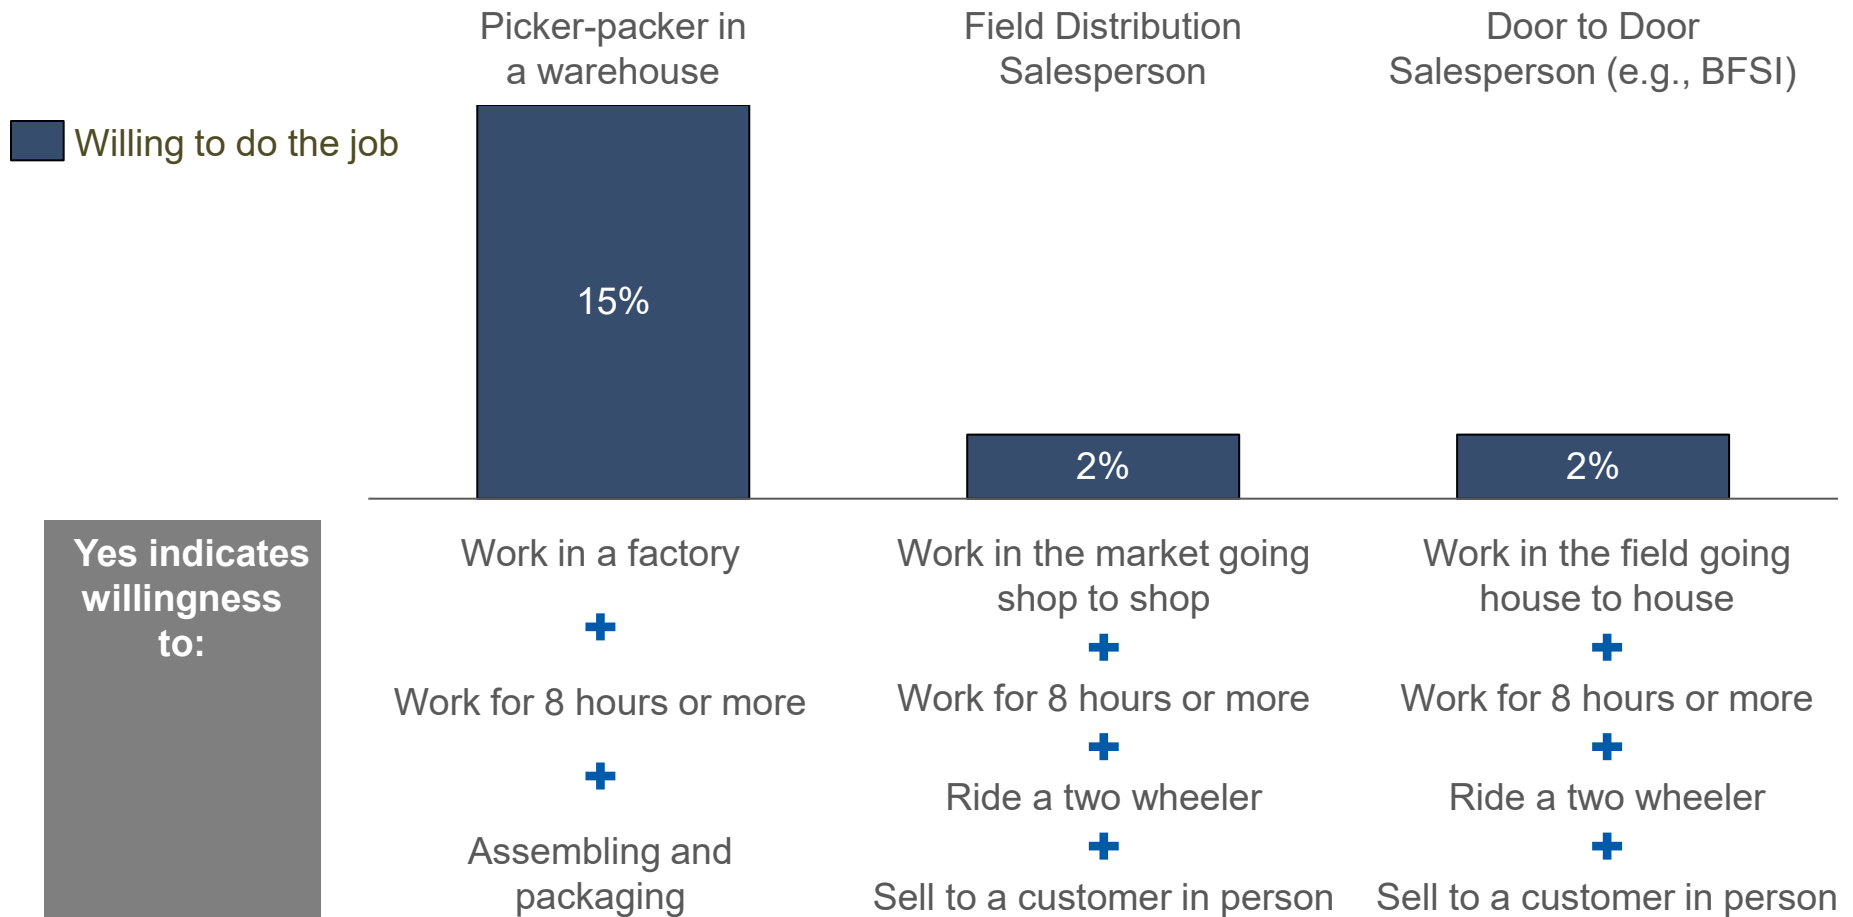 Picker-packer in
a warehouse
Field Distribution
Salesperson
Door to Door
Salesperson (e.g., BFSI)
Willing to do the job
15%
2%
2%
Yes indicates
willingness
to:
Work in a factory
+
Work for 8 hours or more
+
Assembling and
packaging
Work in the market going
shop to shop
+
Work for 8 hours or more
+
Ride a two wheeler
+
Sell to a customer in person
Work in the field going
house to house
+
Work for 8 hours or more
+
Ride a two wheeler
+
Sell to a customer in person